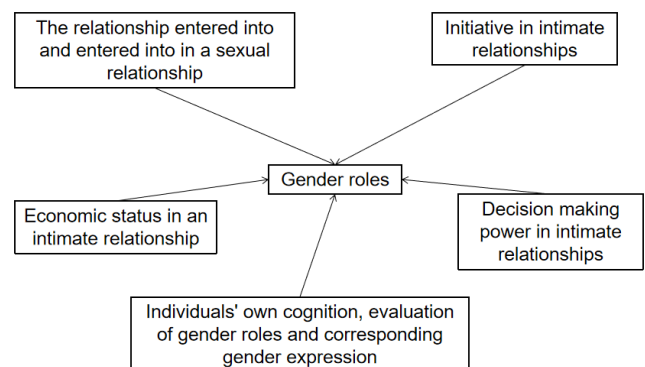 The relationship entered into
and entered into in a sexual
relationship
Initiative in intimate
relationships
Gender roles
Economic status in an
intimate relationship
Decision making
power in intimate
relationships
Individuals' own cognition, evaluation
of gender roles and corresponding
gender expression